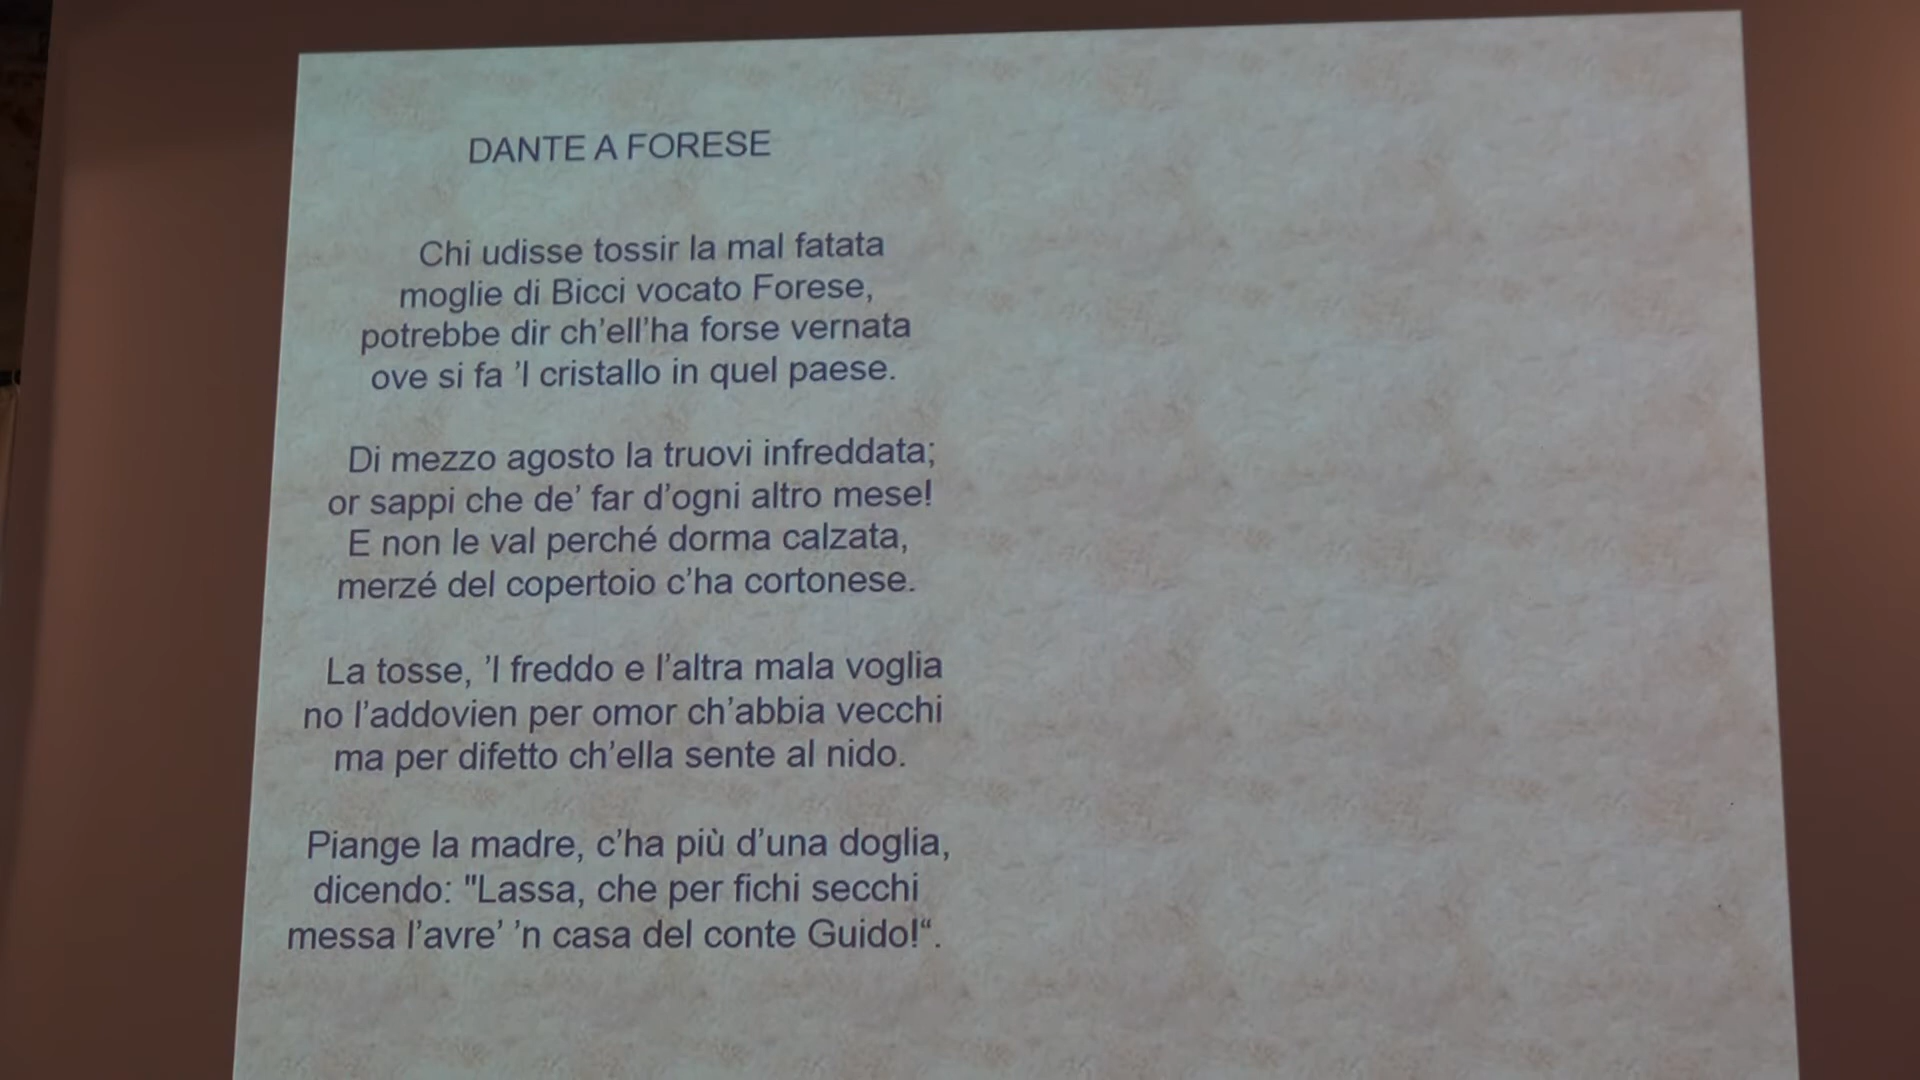 DANTE A FORESE
Chi udisse tossir la mal fatata
moglie di Bicci vocato Forese,
potrebbe dir ch’ell’ha forse vernata
ove si fa ’l cristallo in quel paese.
Di mezzo agosto la truovi infreddata;
or sappi che de’ far d’ogni altro mese!
E non le val perché dorma calzata,
merzé del copertoio c’ha cortonese.
La tosse, ’l freddo e l’altra mala voglia
no l’addovien per omor ch’abbia vecchi
ma per difetto ch’ella sente al nido.
Piange la madre, c’ha più d’una doglia,
dicendo: "Lassa, che per fichi secchi
messa l’avre’ ’n casa del conte Guido!“.